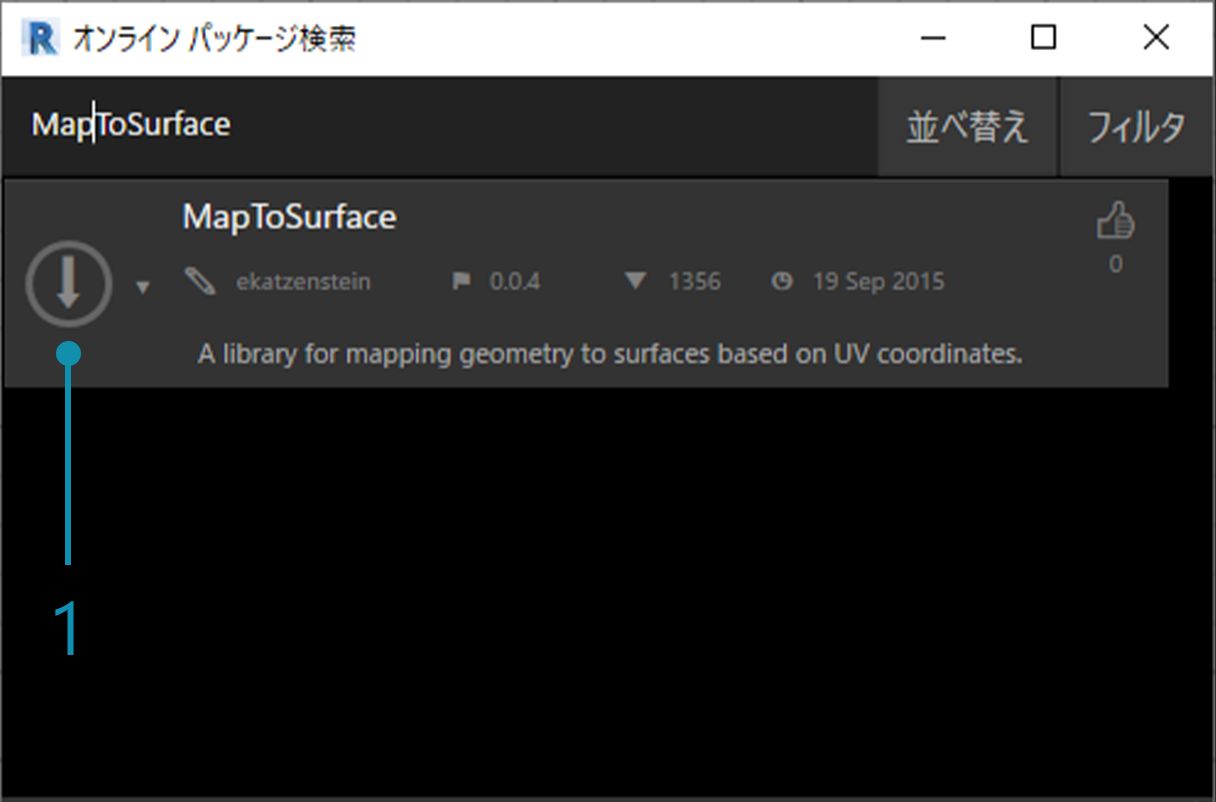 オンライン パッケージ検索
MapToSurface
並べ替え
フィルタ
MapToSurface
ekatzenstein 0.0.4 1356 19 Sep 2015
0
A library for mapping geometry to surfaces based on UV coordinates.
1